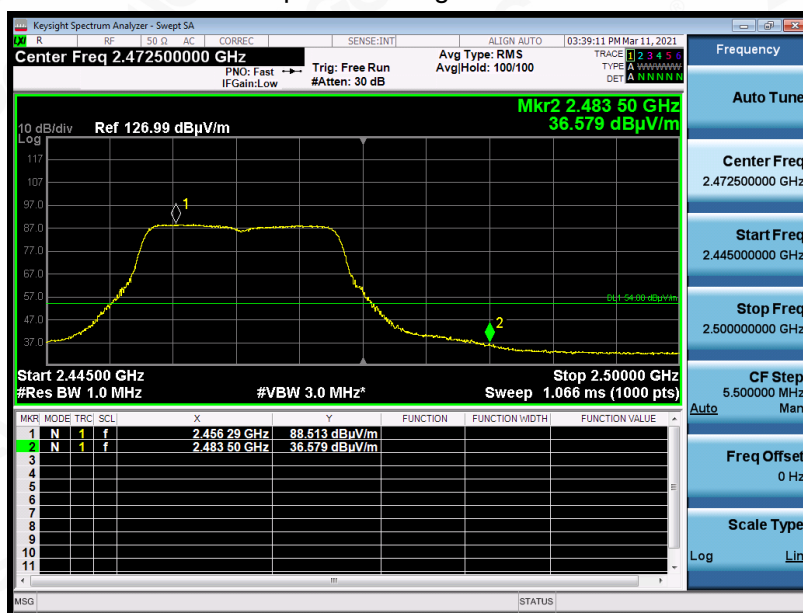 Keysight Spectrum Analyzer - Swept SA
LXI R RF 50 Ω AC CORREC SENSE:INT ALIGN AUTO 03:39:11 PM Mar 11, 2021
Center Freq 2.472500000 GHz
PNO: Fast
IFGain:Low
Trig: Free Run
#Atten: 30 dB
Avg Type: RMS
Avg|Hold: 100/100
TRACE 1 2 3 4 5 6
TYPE A WWWWW
DET A N N N N N
Mkr2 2.483 50 GHz
36.579 dBµV/m
10 dB/div Ref 126.99 dBµV/m
Log
117
107
97.0
87.0
77.0
67.0
57.0
47.0
37.0
1
2
DL1 54.00 dBµV/m
Start 2.44500 GHz Stop 2.50000 GHz
#Res BW 1.0 MHz #VBW 3.0 MHz* Sweep 1.066 ms (1000 pts)
MKR MODE TRC SCL X Y FUNCTION FUNCTION WIDTH FUNCTION VALUE
1 N 1 f 2.456 29 GHz 88.513 dBµV/m
2 N 1 f 2.483 50 GHz 36.579 dBµV/m
3
4
5
6
7
8
9
10
11
MSG STATUS
Frequency
Auto Tune
Center Freq
2.472500000 GHz
Start Freq
2.445000000 GHz
Stop Freq
2.500000000 GHz
CF Step
5.500000 MHz
Auto Man
Freq Offset
0 Hz
Scale Type
Log Lin